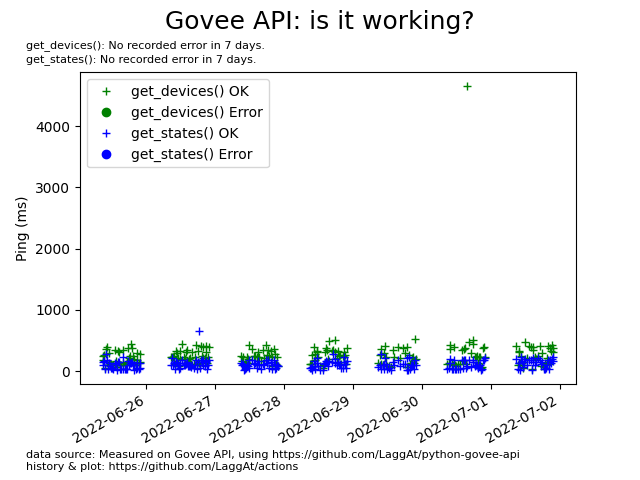 Govee API: is it working?
get_devices(): No recorded error in 7 days.
get_states(): No recorded error in 7 days.
get_devices() OK
get_devices() Error
get_states() OK
get_states() Error
Ping (ms)
4000
3000
2000
1000
0
2022-06-26
2022-06-27
2022-06-28
2022-06-29
2022-06-30
2022-07-01
2022-07-02
data source: Measured on Govee API, using https://github.com/LaggAt/python-govee-api
history & plot: https://github.com/LaggAt/actions